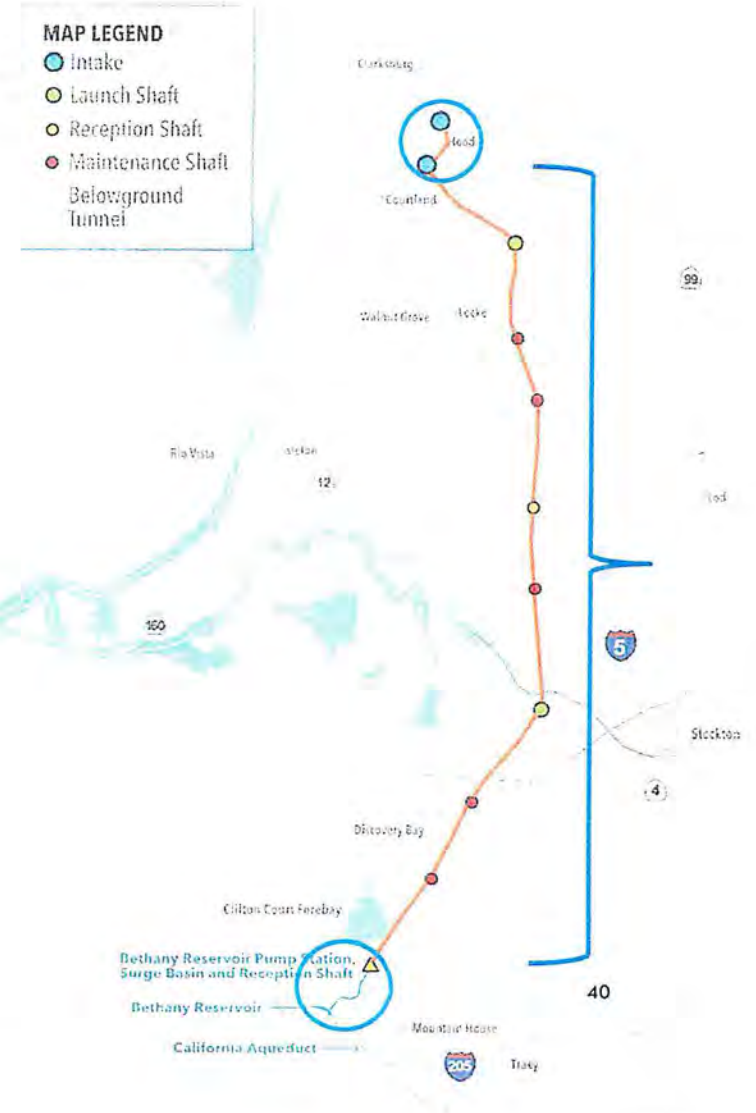 MAP LEGEND
Intake
Launch Shaft
Reception Shaft
Maintenance Shaft
Belowground
Tunnel
Clarksburg
Hood
Courtland
99
Walnut Grove
Locke
Rio Vista
12
160
5
Stockton
4
Discovery Bay
Clifton Court Forebay
Bethany Reservoir Pump Station,
Surge Basin and Reception Shaft
Bethany Reservoir
40
Mountain House
California Aqueduct
205
Tracy